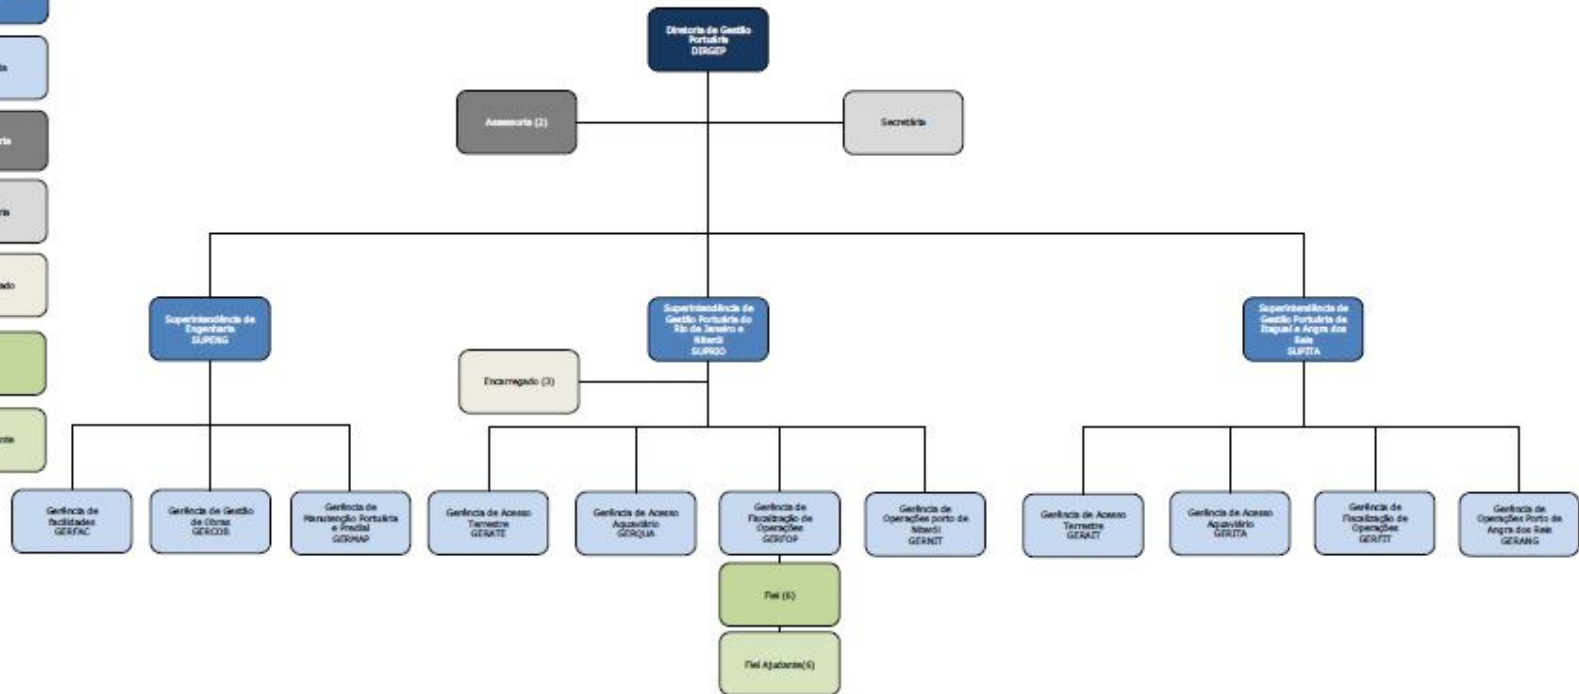 Diretoria de Gestão
Portuária
DIRGEP
Assessoria (2)
Secretária
Superintendência de
Engenharia
SUPENG
Superintendência de
Gestão Portuária do
Rio de Janeiro e
Niterói
SUPRIO
Superintendência de
Gestão Portuária de
Itaguaí e Angra dos
Reis
SUPITA
Encarregado (3)
Gerência de
facilidades
GERFAC
Gerência de Gestão
de Obras
GERCOB
Gerência de
Manutenção Portuária
e Predial
GERMAP
Gerência de Acesso
Terrestre
GERATE
Gerência de Acesso
Aquaviário
GERQUA
Gerência de
Fiscalização de
Operações
GERFOP
Gerência de
Operações porto de
Niterói
GERNIT
Gerência de Acesso
Terrestre
GERAIT
Gerência de Acesso
Aquaviário
GERITA
Gerência de
Fiscalização de
Operações
GERFIT
Gerência de
Operações Porto de
Angra dos Reis
GERANG
Fiel (6)
Fiel Ajudante(6)